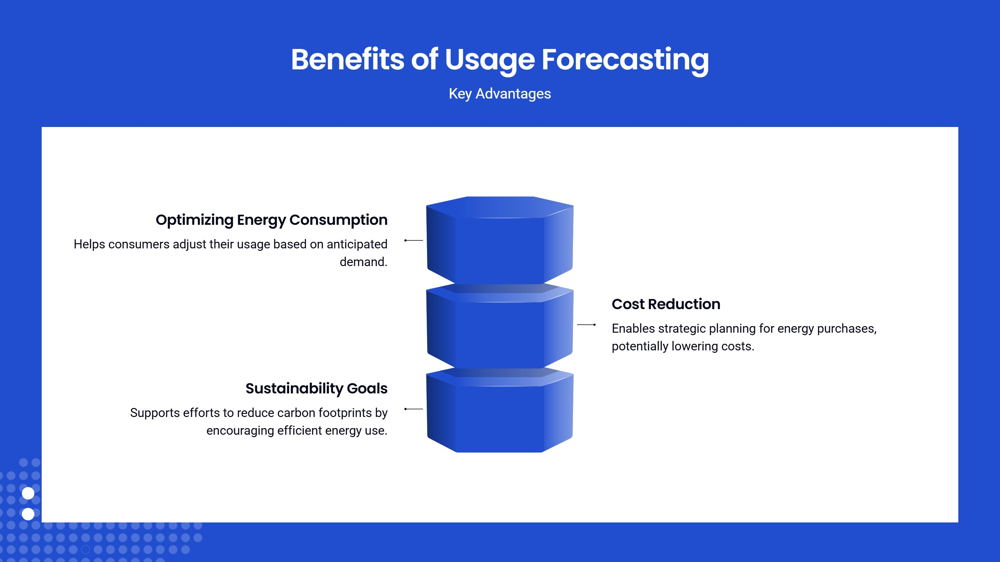 Benefits of Usage Forecasting
Key Advantages
Optimizing Energy Consumption
Helps consumers adjust their usage based on anticipated
demand.
Cost Reduction
Enables strategic planning for energy purchases,
potentially lowering costs.
Sustainability Goals
Supports efforts to reduce carbon footprints by
encouraging efficient energy use.